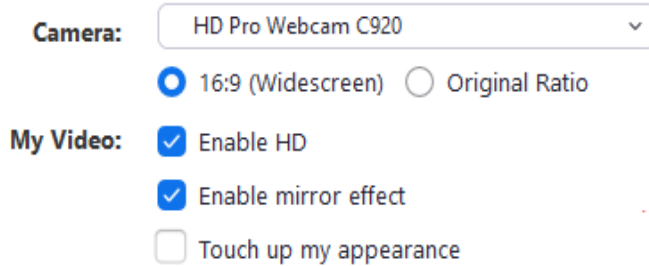 Camera: HD Pro Webcam C920
16:9 (Widescreen) Original Ratio
My Video: Enable HD
Enable mirror effect
Touch up my appearance